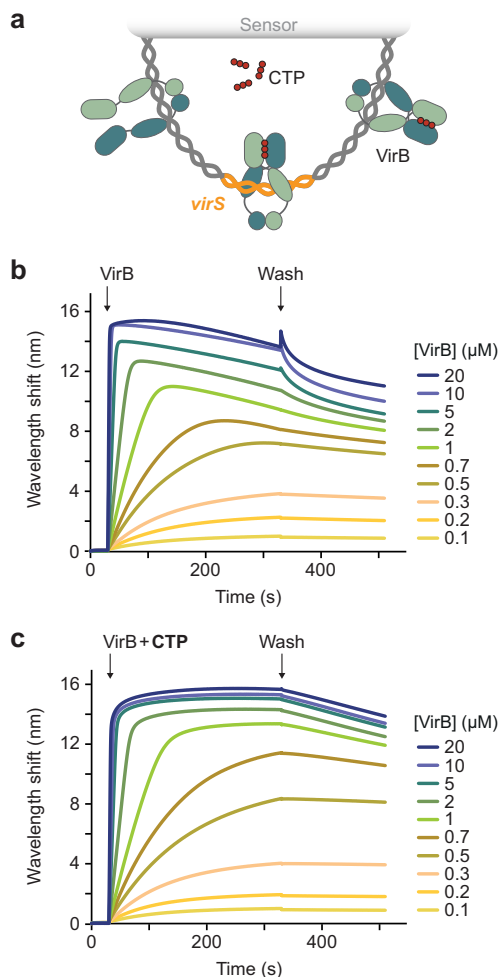 a
Sensor
CTP
VirB
virS
b
VirB
Wash
16
12
8
4
0
Wavelength shift (nm)
0
200
400
Time (s)
[VirB] (μM)
20
10
5
2
1
0.7
0.5
0.3
0.2
0.1
c
VirB + CTP
Wash
16
12
8
4
0
Wavelength shift (nm)
0
200
400
Time (s)
[VirB] (μM)
20
10
5
2
1
0.7
0.5
0.3
0.2
0.1